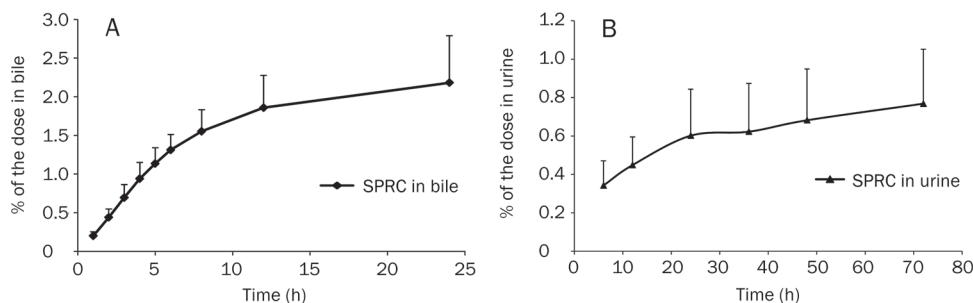 A
% of the dose in bile
3.0
2.5
2.0
1.5
1.0
0.5
0
0 5 10 15 20 25
Time (h)
SPRC in bile
B
% of the dose in urine
1.2
1.0
0.8
0.6
0.4
0.2
0
0 10 20 30 40 50 60 70 80
Time (h)
SPRC in urine